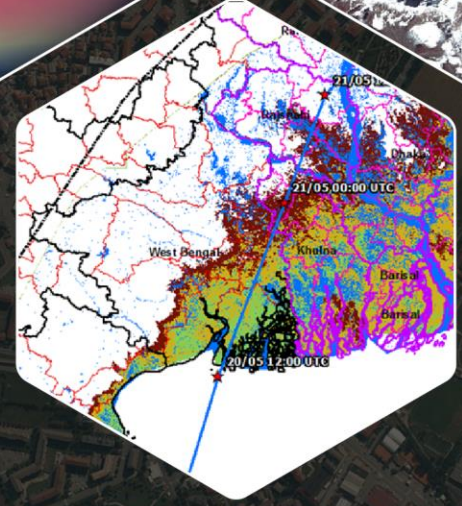 21/05
Rajshahi
Dhaka
21/05 00:00 UTC
West Bengal
Khulna
Barisal
Barisal
20/05 12:00 UTC